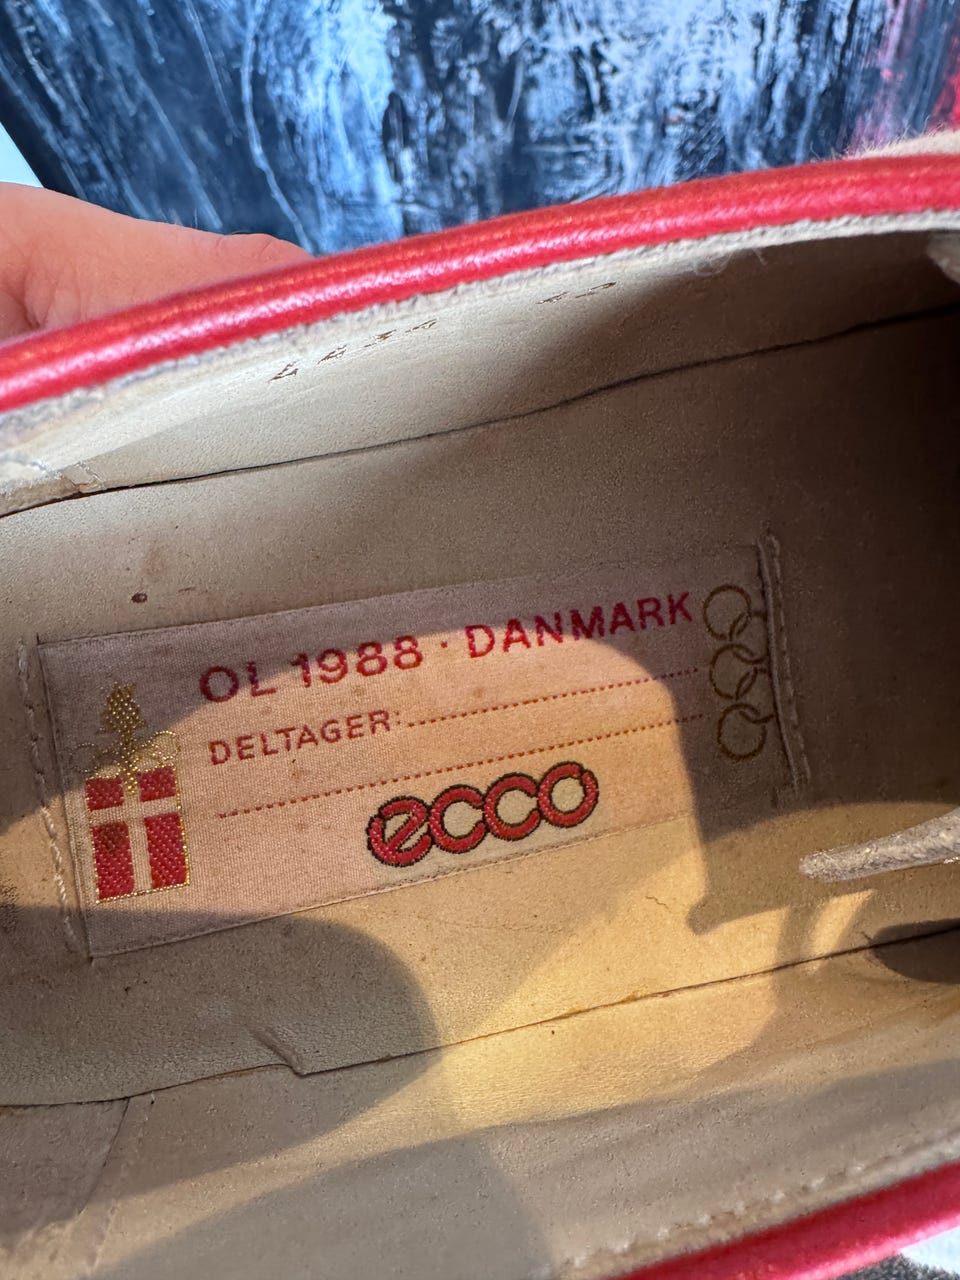 OL 1988 · DANMARK
DELTAGER:
ecco